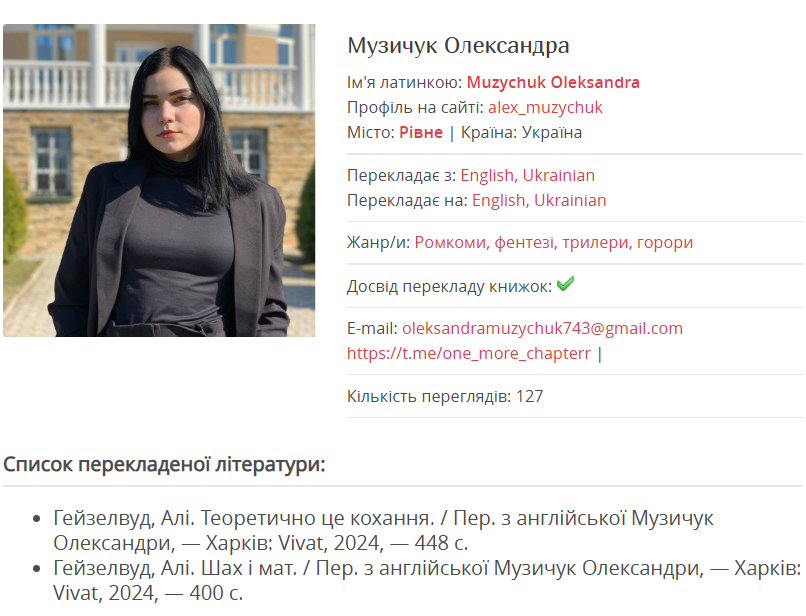 Музичук Олександра
Ім'я латинкою: Muzychuk Oleksandra
Профіль на сайті: alex_muzychuk
Місто: Рівне | Країна: Україна
Перекладає з: English, Ukrainian
Перекладає на: English, Ukrainian
Жанр/и: Ромкоми, фентезі, трилери, горори
Досвід перекладу книжок:
E-mail: oleksandramuzychuk743@gmail.com
https://t.me/one_more_chapterr |
Кількість переглядів: 127
Список перекладеної літератури:
• Гейзелвуд, Алі. Теоретично це кохання. / Пер. з англійської Музичук
Олександри, — Харків: Vivat, 2024, — 448 с.
• Гейзелвуд, Алі. Шах і мат. / Пер. з англійської Музичук Олександри, — Харків:
Vivat, 2024, — 400 с.